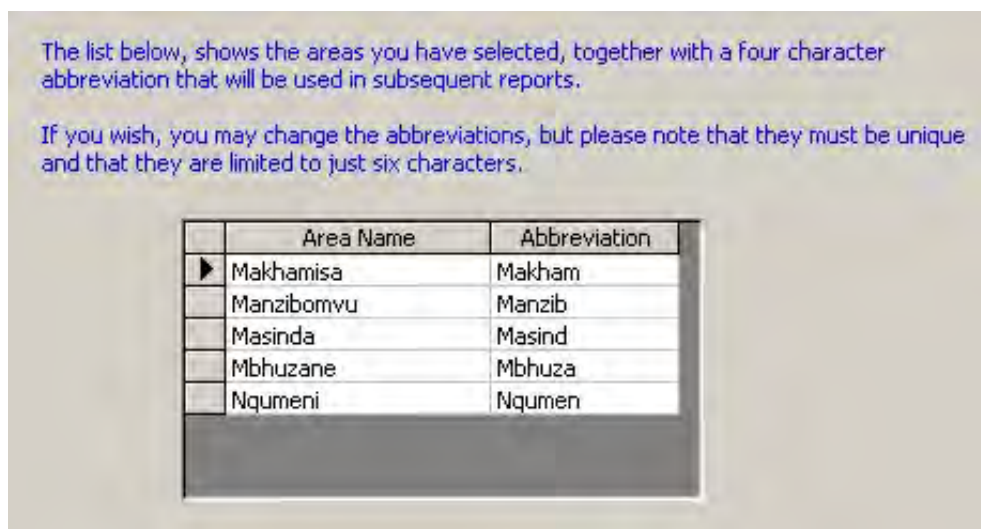 The list below, shows the areas you have selected, together with a four character
abbreviation that will be used in subsequent reports.
If you wish, you may change the abbreviations, but please note that they must be unique
and that they are limited to just six characters.
Area Name Abbreviation
Makhamisa Makham
Manzibomvu Manzib
Masinda Masind
Mbhuzane Mbhuza
Nqumeni Nqumen